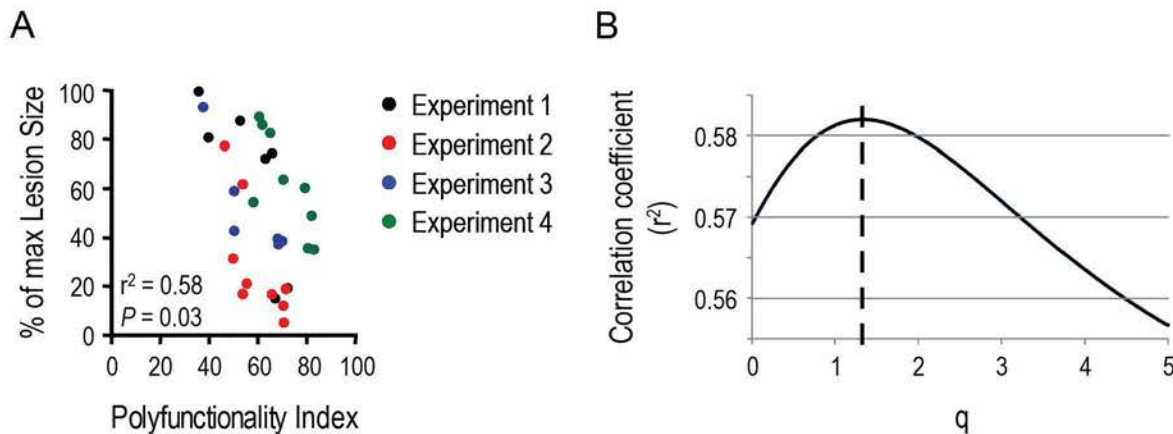 A
% of max Lesion Size
100
80
60
40
20
0
r² = 0.58
P = 0.03
0 20 40 60 80 100
Polyfunctionality Index
Experiment 1
Experiment 2
Experiment 3
Experiment 4
B
Correlation coefficient
(r²)
0.58
0.57
0.56
0 1 2 3 4 5
q